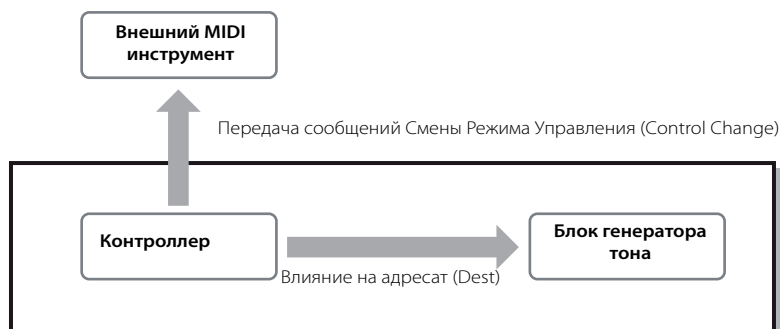 Внешний MIDI
инструмент
Передача сообщений Смены Режима Управления (Control Change)
Контроллер
Блок генератора
тона
Влияние на адресат (Dest)